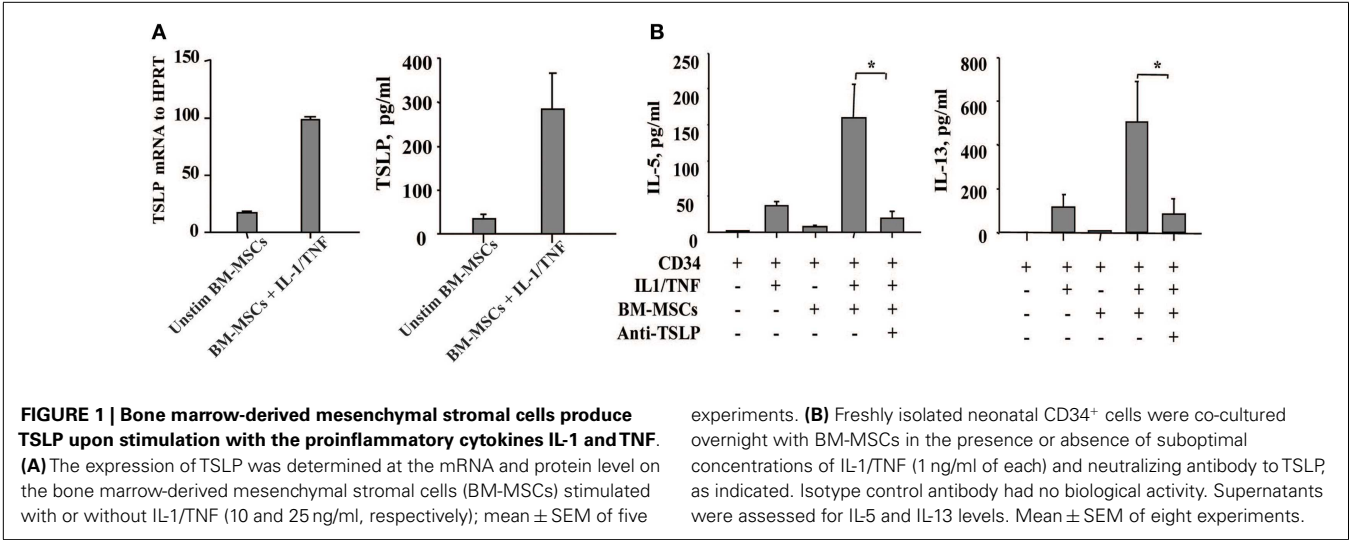 A
TSLP mRNA to HPRT
150
100
50
0
Unstim BM-MSCs
BM-MSCs + IL-1/TNF
TSLP, pg/ml
400
300
200
100
0
Unstim BM-MSCs
BM-MSCs + IL-1/TNF
B
IL-5, pg/ml
250
200
150
100
50
0
*
CD34 + + + + +
IL1/TNF - + - + +
BM-MSCs - - + + +
Anti-TSLP - - - - +
IL-13, pg/ml
800
600
400
200
0
*
+ + + + +
- + - + +
- - + + +
- - - - +
FIGURE 1 | Bone marrow-derived mesenchymal stromal cells produce
TSLP upon stimulation with the proinflammatory cytokines IL-1 and TNF.
(A) The expression of TSLP was determined at the mRNA and protein level on
the bone marrow-derived mesenchymal stromal cells (BM-MSCs) stimulated
with or without IL-1/TNF (10 and 25 ng/ml, respectively); mean ± SEM of five
experiments. (B) Freshly isolated neonatal CD34⁺ cells were co-cultured
overnight with BM-MSCs in the presence or absence of suboptimal
concentrations of IL-1/TNF (1 ng/ml of each) and neutralizing antibody to TSLP,
as indicated. Isotype control antibody had no biological activity. Supernatants
were assessed for IL-5 and IL-13 levels. Mean ± SEM of eight experiments.